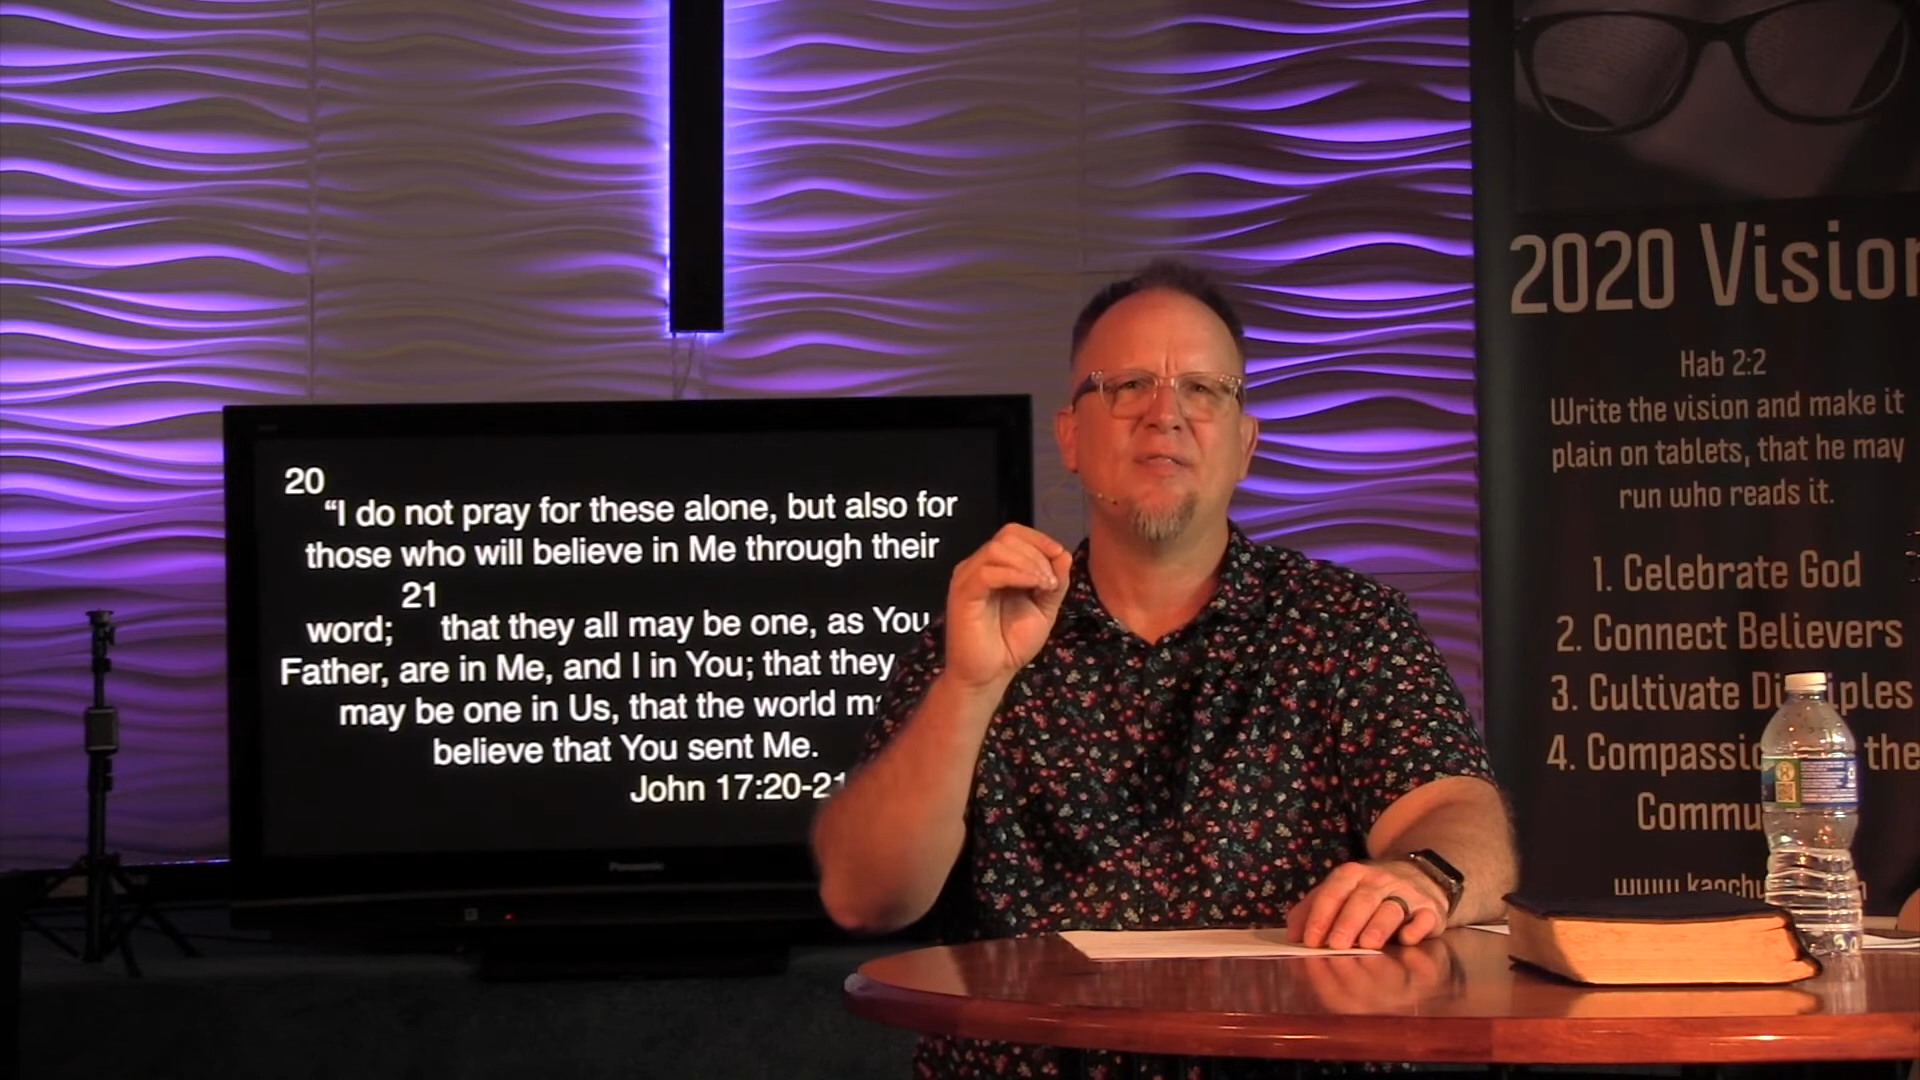 20
“I do not pray for these alone, but also for
those who will believe in Me through their
21
word; that they all may be one, as You,
Father, are in Me, and I in You; that they
may be one in Us, that the world
believe that You sent Me.
John 17:20-21
Panasonic
2020 Vision
Hab 2:2
Write the vision and make it
plain on tablets, that he may
run who reads it.
1. Celebrate God
2. Connect Believers
3. Cultivate
4. the